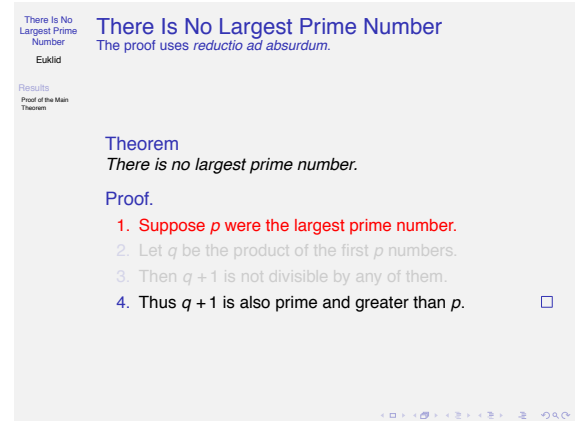 There Is No
Largest Prime
Number
Euklid
Results
Proof of the Main
Theorem
There Is No Largest Prime Number
The proof uses reductio ad absurdum.
Theorem
There is no largest prime number.
Proof.
1. Suppose p were the largest prime number.
2. Let q be the product of the first p numbers.
3. Then q + 1 is not divisible by any of them.
4. Thus q + 1 is also prime and greater than p.